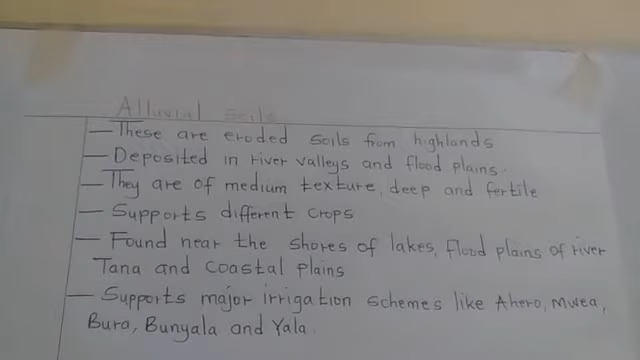 Alluvial soils
— These are eroded soils from highlands
— Deposited in river valleys and flood plains.
— They are of medium texture, deep and fertile
— Supports different crops
— Found near the shores of lakes, flood plains of river
Tana and coastal plains
— Supports major irrigation schemes like Ahero, Mwea,
Bura, Bunyala and Yala.